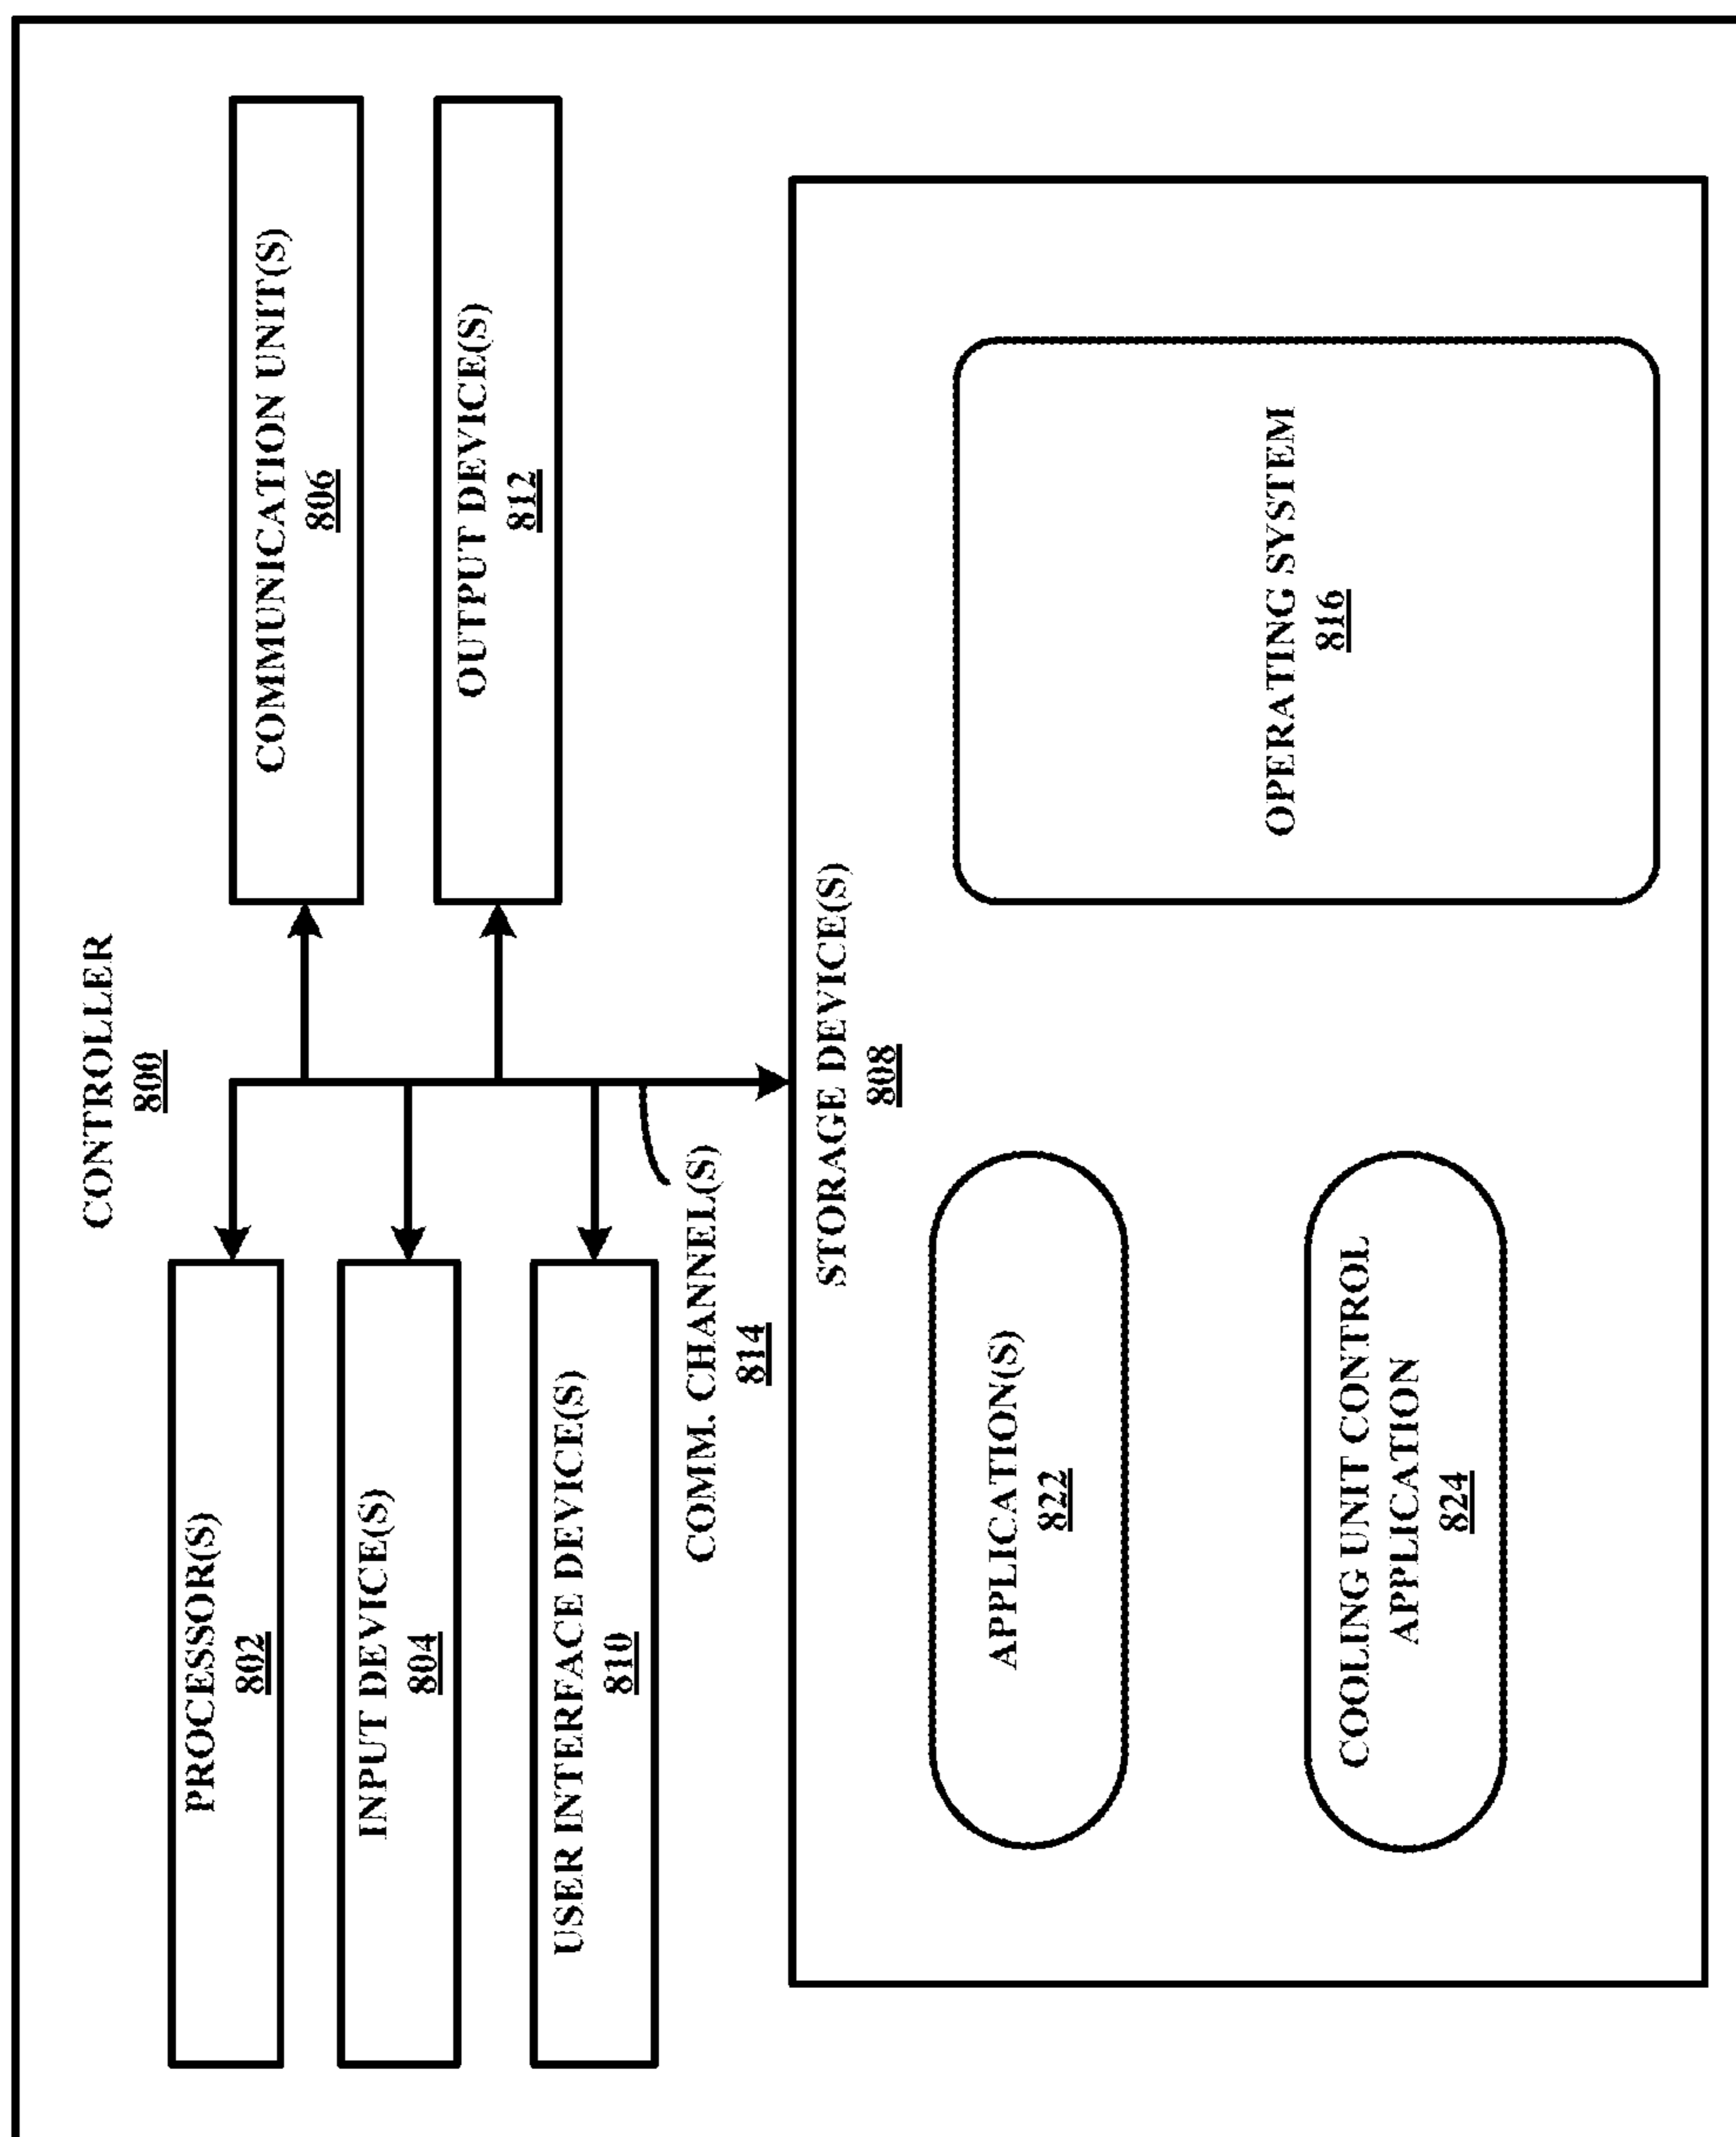 CONTROLLER
800
PROCESSOR(S)
802
COMMUNICATION UNIT(S)
806
INPUT DEVICE(S)
804
OUTPUT DEVICE(S)
812
USER INTERFACE DEVICE(S)
810
COMM. CHANNEL(S)
814
STORAGE DEVICE(S)
808
APPLICATION(S)
822
OPERATING SYSTEM
816
COOLING UNIT CONTROL
APPLICATION
824